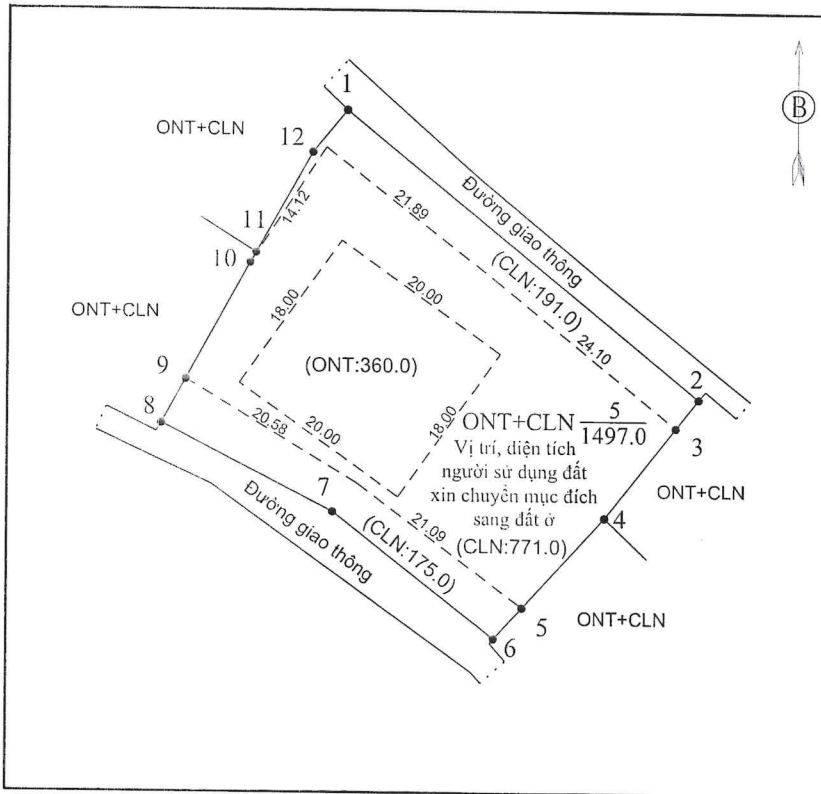 1
B
ONT+CLN
12
Đường giao thông
21.89
14.12
11
(CLN:191.0)
10
20.00
18.00
ONT+CLN
24.10
9
(ONT:360.0)
2
8
20.58
20.00
18.00
ONT+CLN 5
1497.0
3
Vị trí, diện tích
người sử dụng đất
xin chuyển mục đích
sang đất ở
(CLN:771.0)
ONT+CLN
7
4
Đường giao thông
(CLN:175.0)
21.09
5
ONT+CLN
6